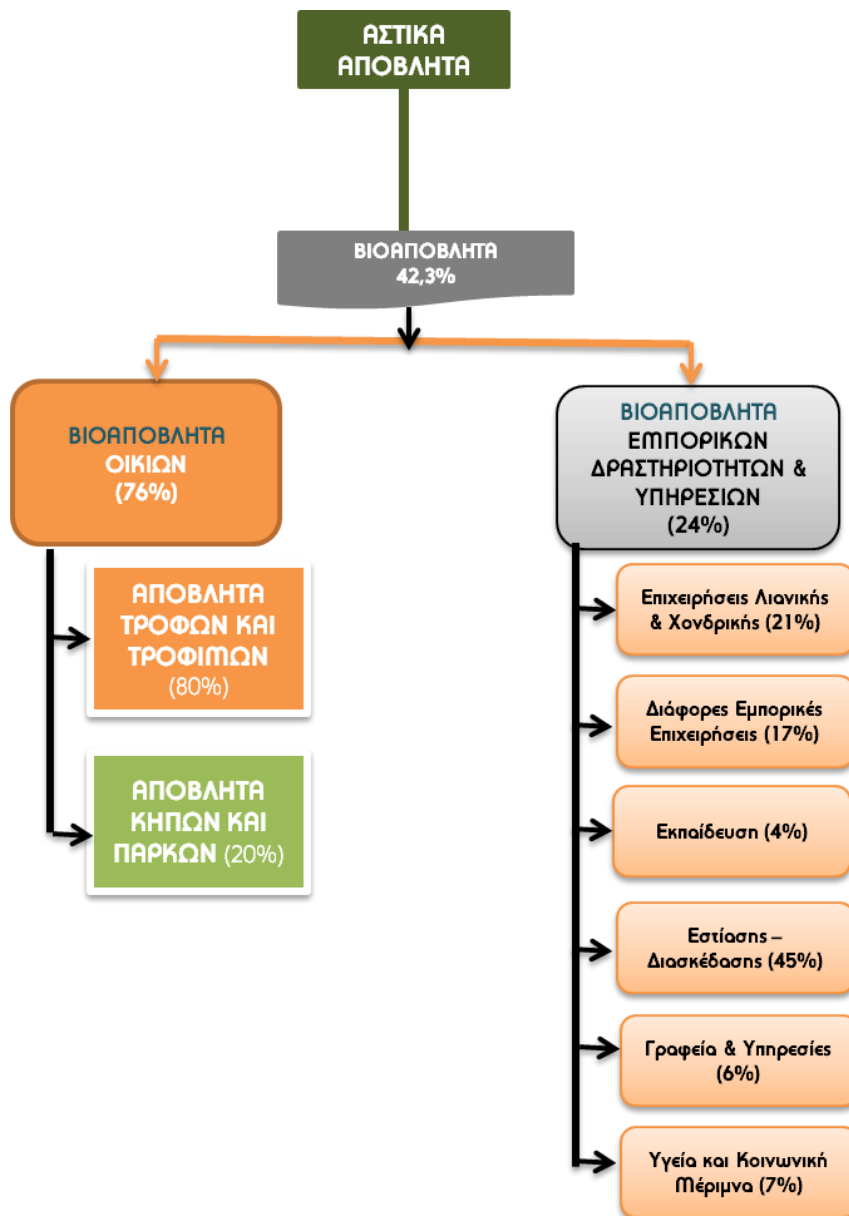 ΑΣΤΙΚΑ
ΑΠΟΒΛΗΤΑ
ΒΙΟΑΠΟΒΛΗΤΑ
42,3%
ΒΙΟΑΠΟΒΛΗΤΑ
ΟΙΚΙΩΝ
(76%)
ΑΠΟΒΛΗΤΑ
ΤΡΟΦΩΝ ΚΑΙ
ΤΡΟΦΙΜΩΝ
(80%)
ΑΠΟΒΛΗΤΑ
ΚΗΠΩΝ ΚΑΙ
ΠΑΡΚΩΝ (20%)
ΒΙΟΑΠΟΒΛΗΤΑ
ΕΜΠΟΡΙΚΩΝ
ΔΡΑΣΤΗΡΙΟΤΗΤΩΝ &
ΥΠΗΡΕΣΙΩΝ
(24%)
Επιχειρήσεις Λιανικής
& Χονδρικής (21%)
Διάφορες Εμπορικές
Επιχειρήσεις (17%)
Εκπαίδευση (4%)
Εστίασης –
Διασκέδασης (45%)
Γραφεία & Υπηρεσίες
(6%)
Υγεία και Κοινωνική
Μέριμνα (7%)